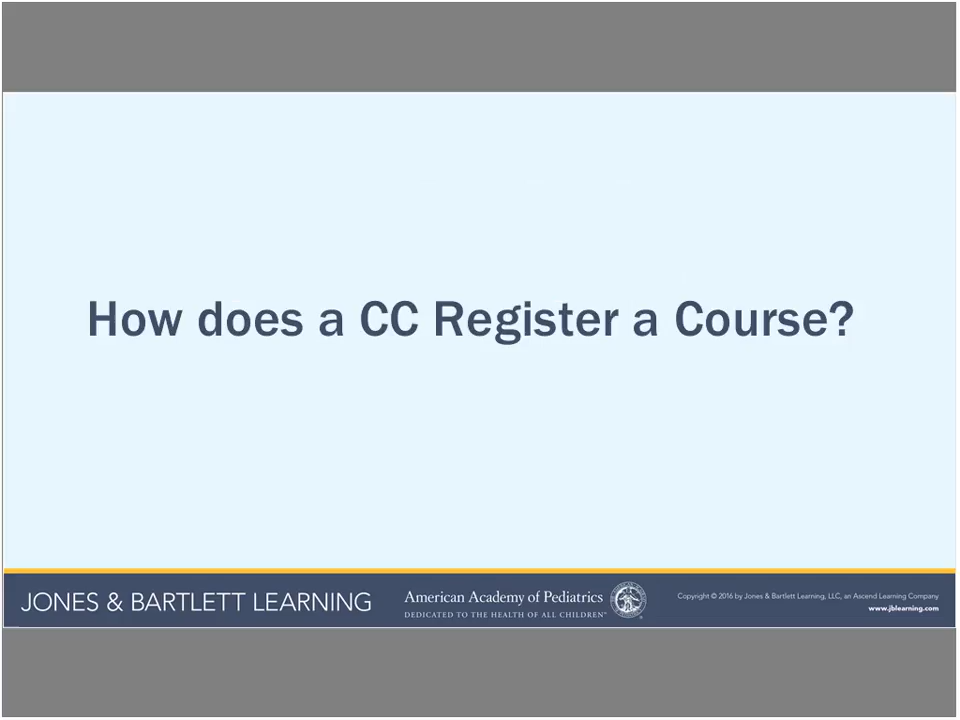 How does a CC Register a Course?
JONES & BARTLETT LEARNING
American Academy of Pediatrics
DEDICATED TO THE HEALTH OF ALL CHILDREN™
Copyright © 2016 by Jones & Bartlett Learning, LLC, an Ascend Learning Company
www.jblearning.com